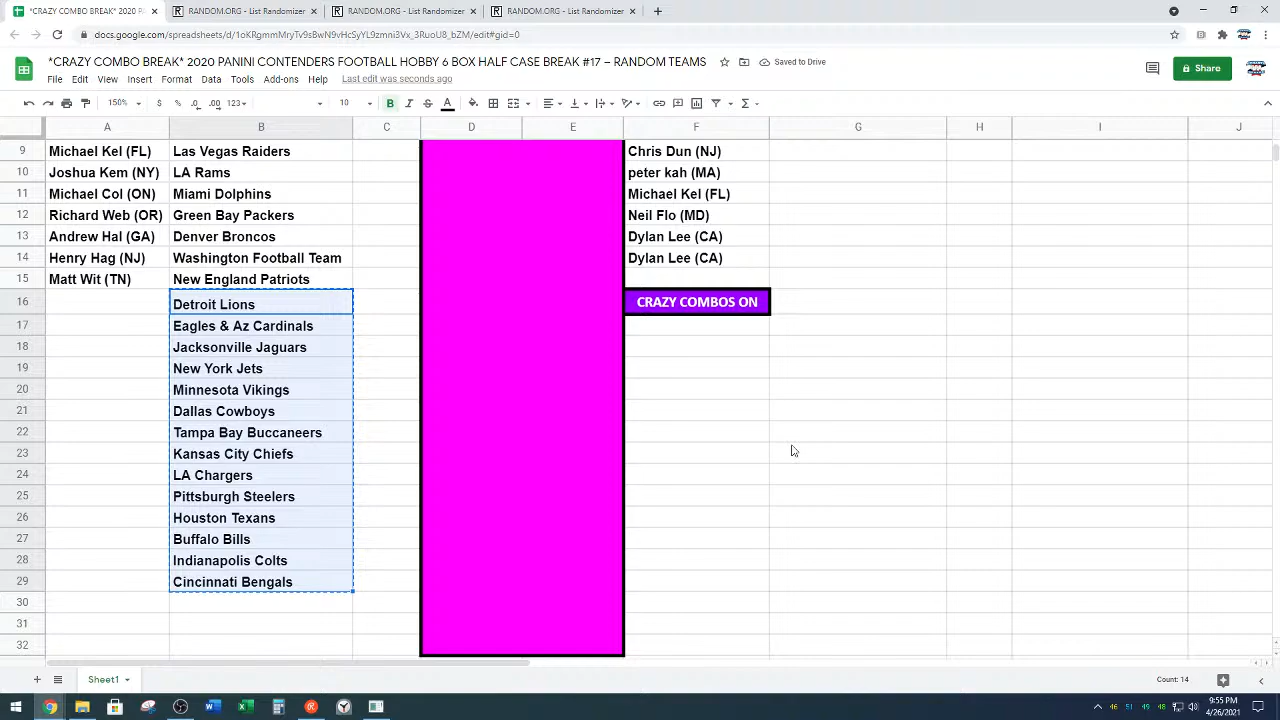 *CRAZY COMBO BREAK* 2020 PA
RANDOM.ORG - List Randomizer
RANDOM.ORG - List Randomizer
RANDOM.ORG - List Randomizer
docs.google.com/spreadsheets/d/1oKRgmmMryTv9sBwN9vHcSyYL9zmni3Vx_3RuoU8_bZM/edit#gid=0
*CRAZY COMBO BREAK* 2020 PANINI CONTENDERS FOOTBALL HOBBY 6 BOX HALF CASE BREAK #17 – RANDOM TEAMS
Saved to Drive
File Edit View Insert Format Data Tools Add-ons Help Last edit was seconds ago
Share
150% $ % .0 .00 123 10 B I S A
A B C D E F G H I J
9 Michael Kel (FL) Las Vegas Raiders Chris Dun (NJ)
10 Joshua Kem (NY) LA Rams peter kah (MA)
11 Michael Col (ON) Miami Dolphins Michael Kel (FL)
12 Richard Web (OR) Green Bay Packers Neil Flo (MD)
13 Andrew Hal (GA) Denver Broncos Dylan Lee (CA)
14 Henry Hag (NJ) Washington Football Team Dylan Lee (CA)
15 Matt Wit (TN) New England Patriots
16 Detroit Lions CRAZY COMBOS ON
17 Eagles & Az Cardinals
18 Jacksonville Jaguars
19 New York Jets
20 Minnesota Vikings
21 Dallas Cowboys
22 Tampa Bay Buccaneers
23 Kansas City Chiefs
24 LA Chargers
25 Pittsburgh Steelers
26 Houston Texans
27 Buffalo Bills
28 Indianapolis Colts
29 Cincinnati Bengals
30
31
32
Sheet1
Count: 14
46 51 49 48
9:55 PM
4/26/2021